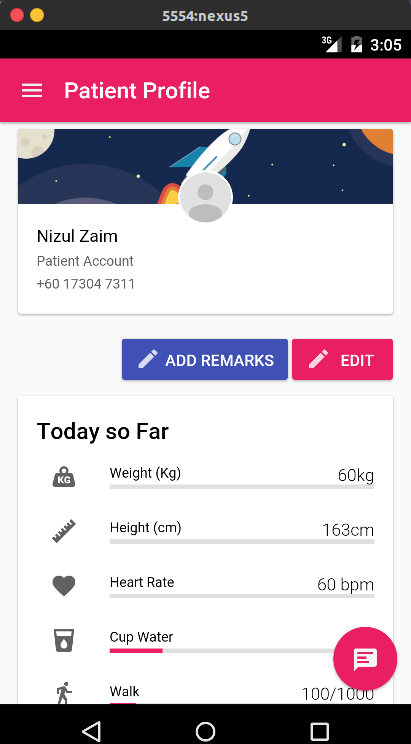 5554:nexus5
3G 3:05
Patient Profile
Nizul Zaim
Patient Account
+60 17304 7311
ADD REMARKS EDIT
Today so Far
KG Weight (Kg) 60kg
Height (cm) 163cm
Heart Rate 60 bpm
Cup Water
Walk 100/1000